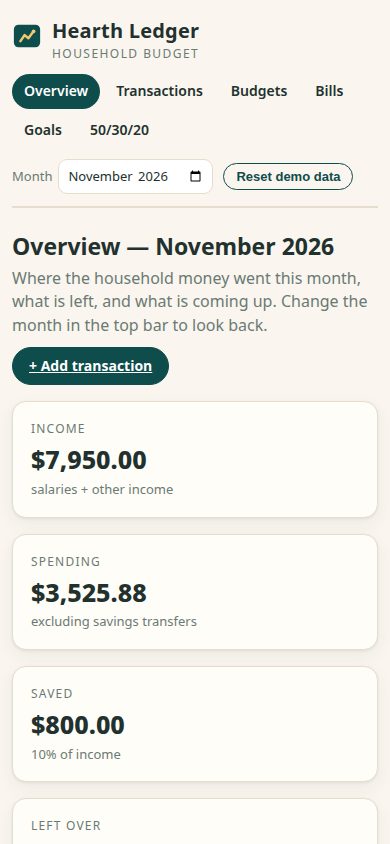 Hearth Ledger
HOUSEHOLD BUDGET
Overview Transactions Budgets Bills
Goals 50/30/20
Month November 2026 Reset demo data
Overview — November 2026
Where the household money went this month,
what is left, and what is coming up. Change the
month in the top bar to look back.
+ Add transaction
INCOME
$7,950.00
salaries + other income
SPENDING
$3,525.88
excluding savings transfers
SAVED
$800.00
10% of income
LEFT OVER